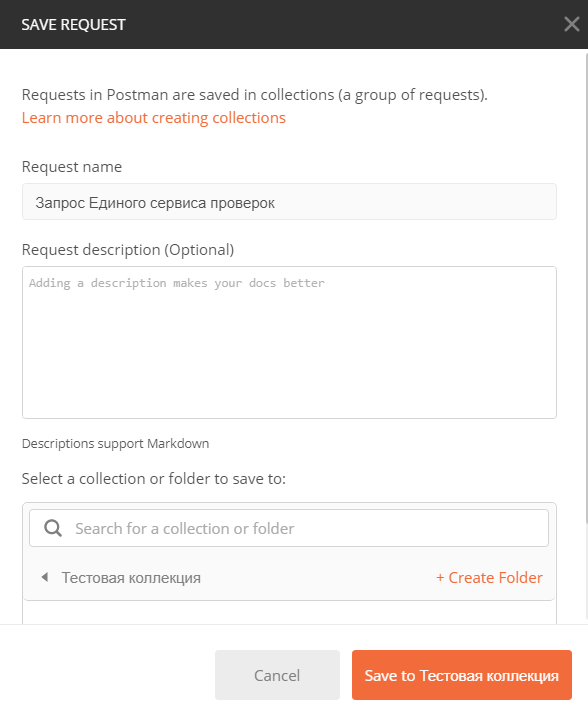 SAVE REQUEST
Requests in Postman are saved in collections (a group of requests).
Learn more about creating collections
Request name
Запрос Единого сервиса проверок
Request description (Optional)
Adding a description makes your docs better
Descriptions support Markdown
Select a collection or folder to save to:
Search for a collection or folder
Тестовая коллекция + Create Folder
Cancel Save to Тестовая коллекция